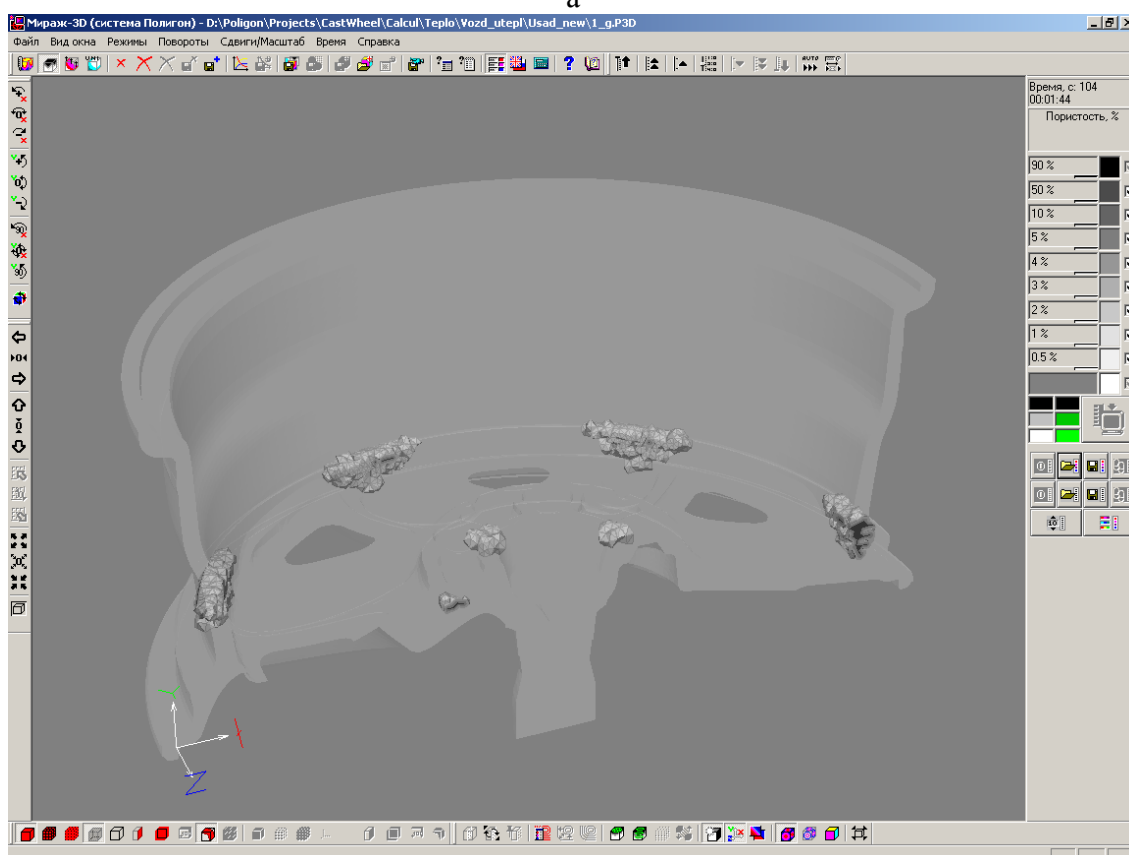 а
Мираж-3D (система Полигон) - D:\Poligon\Projects\CastWheel\Calcul\Teplo\Vozd_utepl\Usad_new\1_g.P3D
Файл Вид окна Режимы Повороты Сдвиги/Масштаб Время Справка
Время, с: 104
00:01:44
Пористость, %
90 %
50 %
10 %
5 %
4 %
3 %
2 %
1 %
0.5 %
Y
X
Z